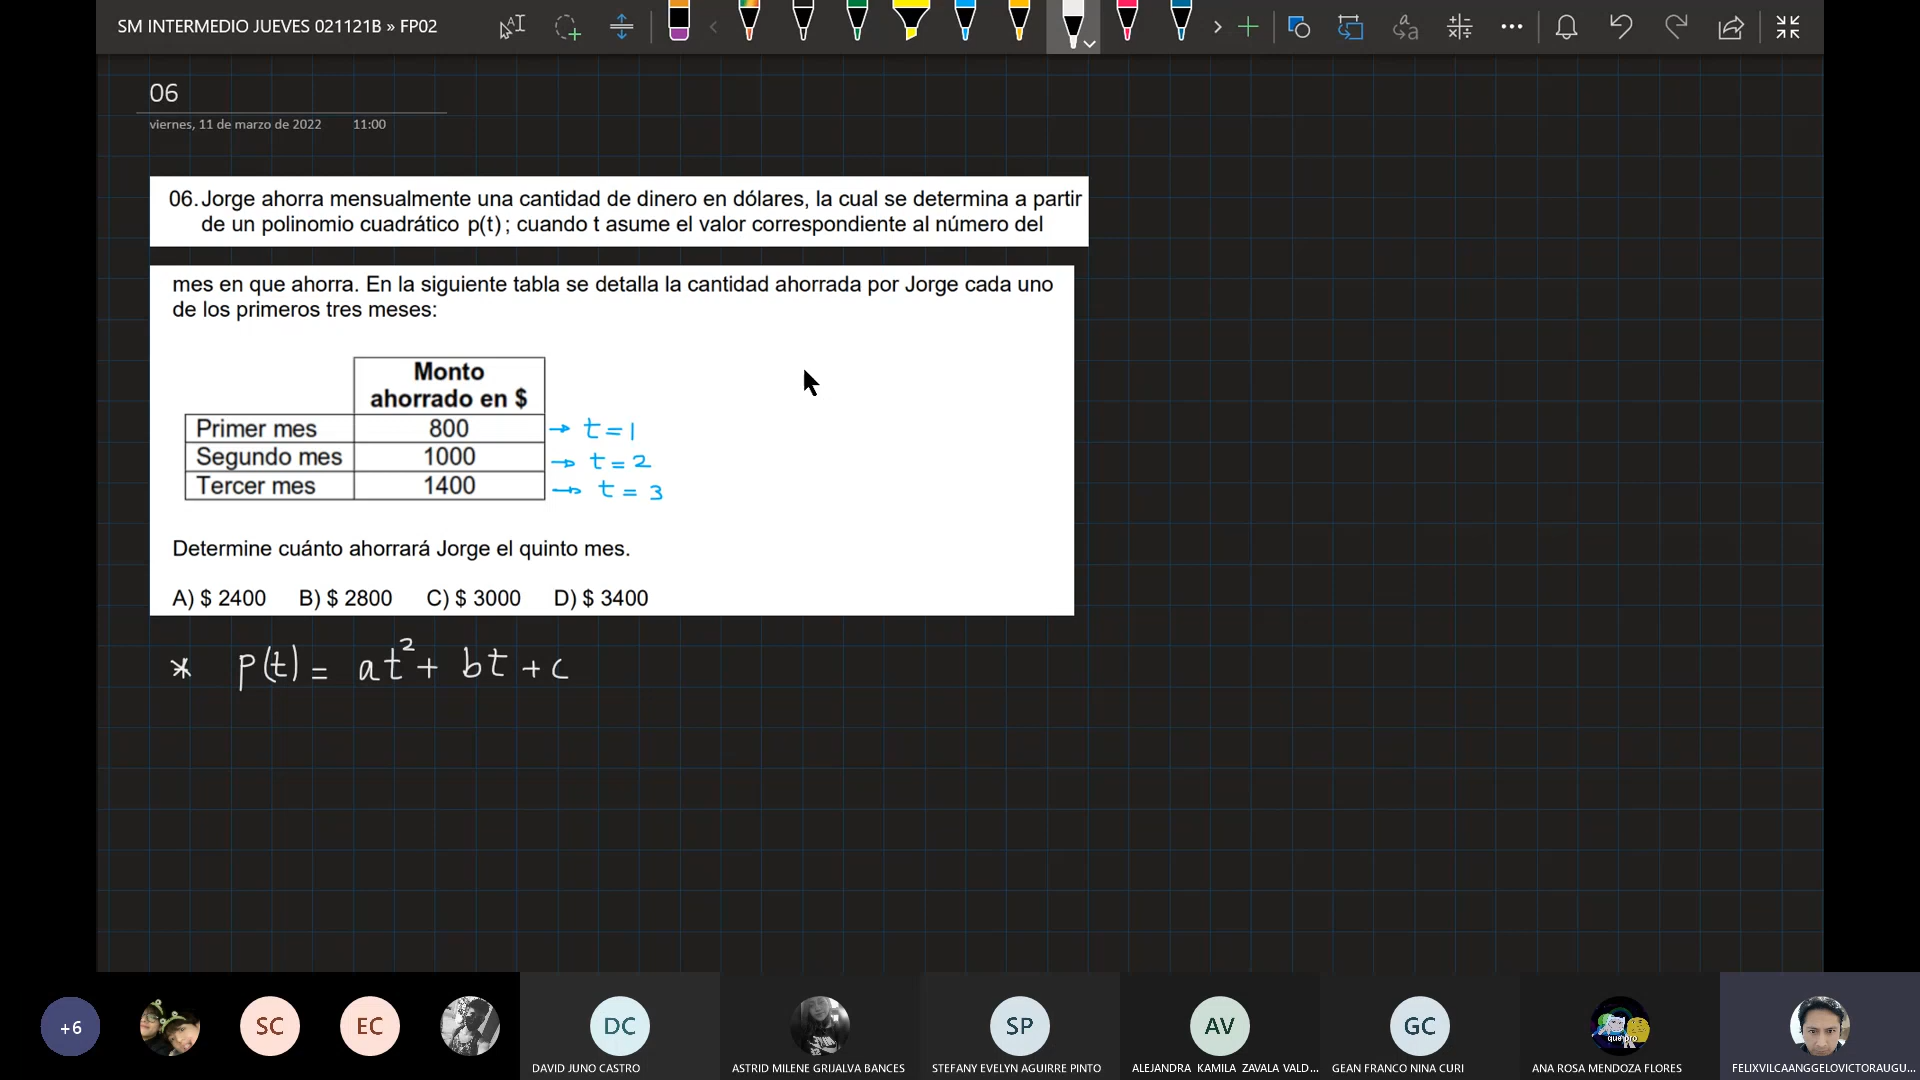 SM INTERMEDIO JUEVES 021121B » FP02
06
viernes, 11 de marzo de 2022 11:00
06. Jorge ahorra mensualmente una cantidad de dinero en dólares, la cual se determina a partir
de un polinomio cuadrático p(t) ; cuando t asume el valor correspondiente al número del
mes en que ahorra. En la siguiente tabla se detalla la cantidad ahorrada por Jorge cada uno
de los primeros tres meses:
Monto
ahorrado en $
Primer mes 800 → t = 1
Segundo mes 1000 → t = 2
Tercer mes 1400 → t = 3
Determine cuánto ahorrará Jorge el quinto mes.
A) $ 2400 B) $ 2800 C) $ 3000 D) $ 3400
* p(t) = at² + bt + c
+6 SC EC DC SP AV GC que pro
DAVID JUNO CASTRO ASTRID MILENE GRIJALVA BANCES STEFANY EVELYN AGUIRRE PINTO ALEJANDRA KAMILA ZAVALA VALD... GEAN FRANCO NINA CURI ANA ROSA MENDOZA FLORES FELIXVILCAANGGELOVICTORAUGU...